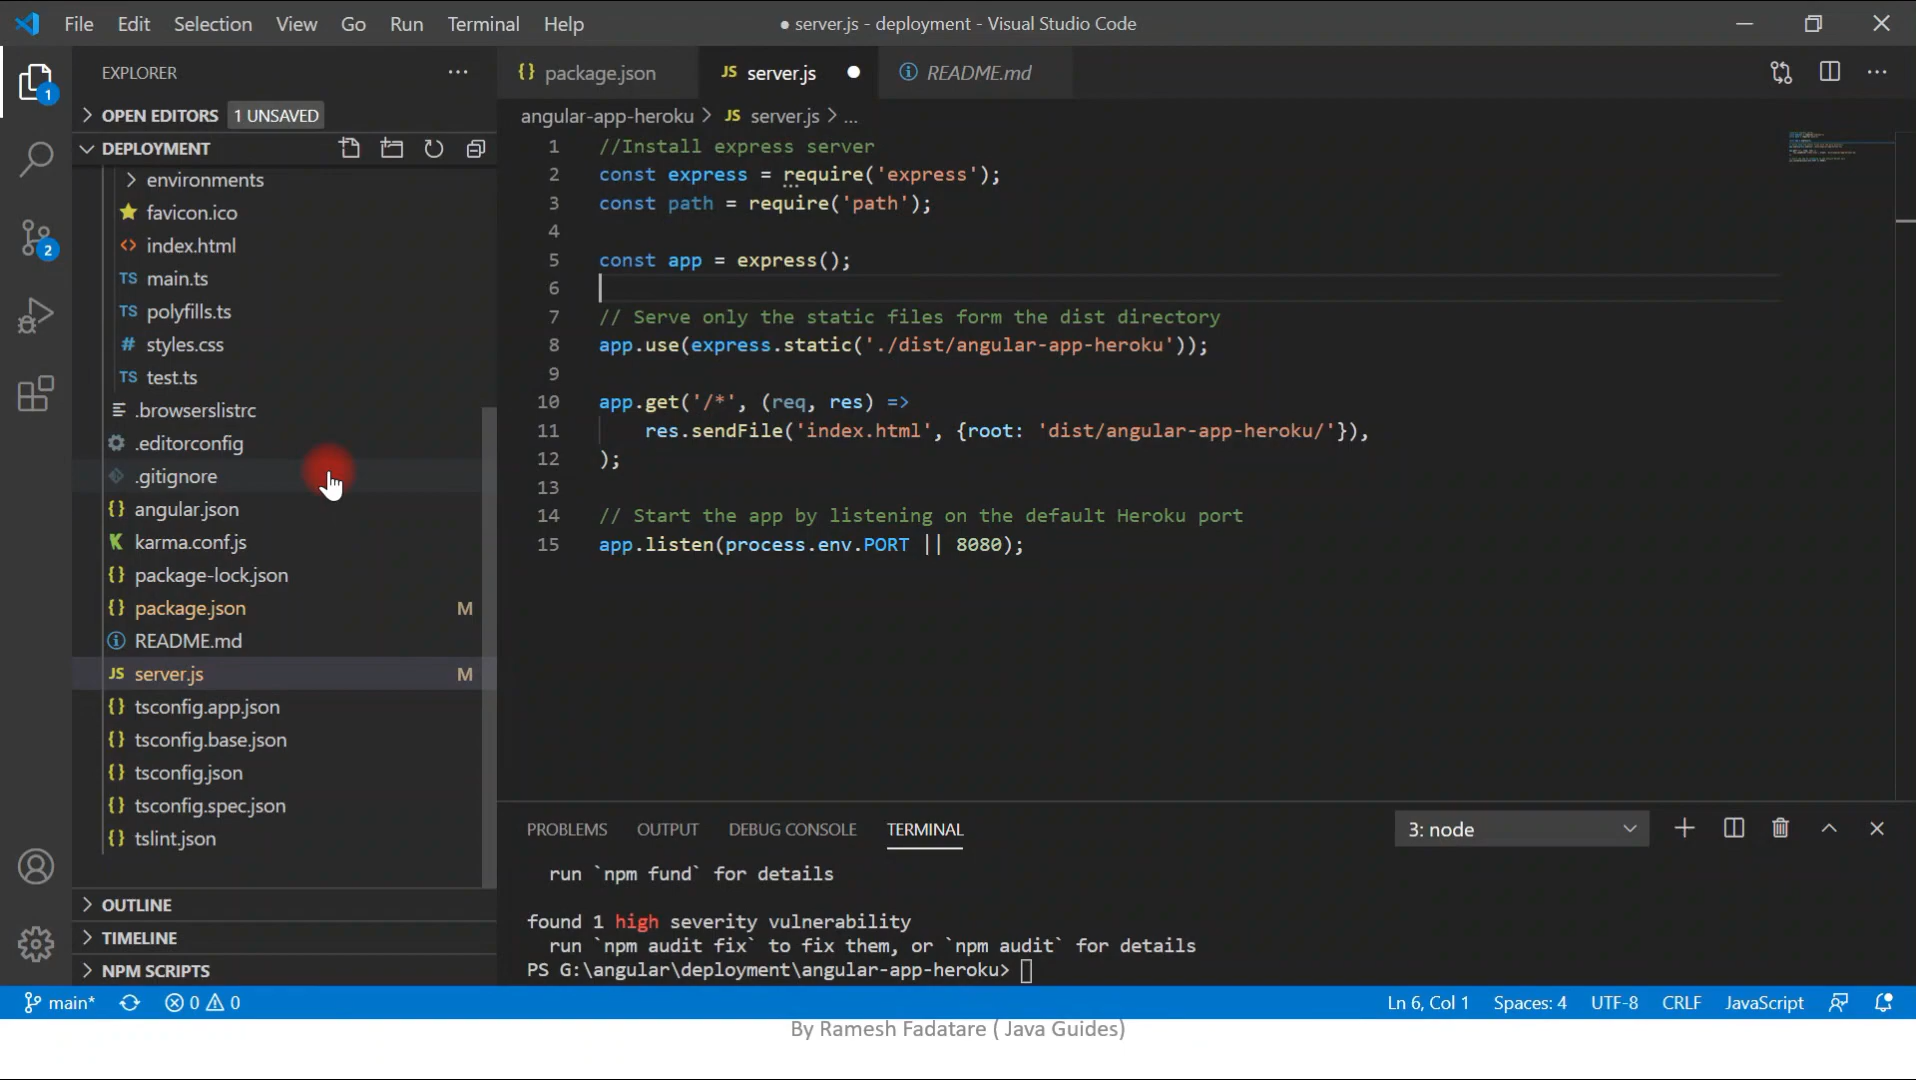 File Edit Selection View Go Run Terminal Help
● server.js - deployment - Visual Studio Code
EXPLORER
1
OPEN EDITORS 1 UNSAVED
DEPLOYMENT
environments
favicon.ico
index.html
2
TS main.ts
TS polyfills.ts
# styles.css
TS test.ts
.browserslistrc
.editorconfig
.gitignore
{} angular.json
karma.conf.js
{} package-lock.json
{} package.json M
README.md
JS server.js M
{} tsconfig.app.json
{} tsconfig.base.json
{} tsconfig.json
{} tsconfig.spec.json
{} tslint.json
OUTLINE
TIMELINE
NPM SCRIPTS
{} package.json JS server.js ● README.md
angular-app-heroku > JS server.js > ...
1 //Install express server
2 const express = require('express');
3 const path = require('path');
4
5 const app = express();
6
7 // Serve only the static files form the dist directory
8 app.use(express.static('./dist/angular-app-heroku'));
9
10 app.get('/*', (req, res) =>
11 res.sendFile('index.html', {root: 'dist/angular-app-heroku/'}),
12 );
13
14 // Start the app by listening on the default Heroku port
15 app.listen(process.env.PORT || 8080);
PROBLEMS OUTPUT DEBUG CONSOLE TERMINAL 3: node
run `npm fund` for details
found 1 high severity vulnerability
run `npm audit fix` to fix them, or `npm audit` for details
PS G:\angular\deployment\angular-app-heroku>
main* 0 0 Ln 6, Col 1 Spaces: 4 UTF-8 CRLF JavaScript
By Ramesh Fadatare ( Java Guides)